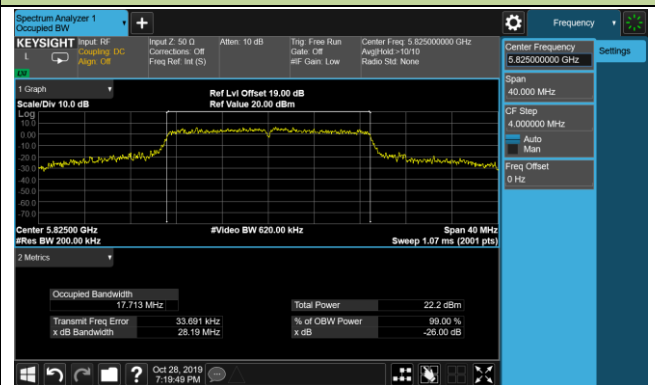 Spectrum Analyzer 1
Occupied BW
Frequency
KEYSIGHT
L
Input: RF
Coupling: DC
Align: Off
Input Z: 50 Ω
Corrections: Off
Freq Ref: Int (S)
Atten: 10 dB
Trig: Free Run
Gate: Off
#IF Gain: Low
Center Freq: 5.825000000 GHz
Avg|Hold:>10/10
Radio Std: None
Center Frequency
5.825000000 GHz
Settings
Span
40.000 MHz
CF Step
4.000000 MHz
Auto
Man
Freq Offset
0 Hz
1 Graph
Scale/Div 10.0 dB
Ref Lvl Offset 19.00 dB
Ref Value 20.00 dBm
Log
10.0
0.00
-10.0
-20.0
-30.0
-40.0
-50.0
-60.0
-70.0
Center 5.82500 GHz
#Res BW 200.00 kHz
#Video BW 620.00 kHz
Span 40 MHz
Sweep 1.07 ms (2001 pts)
2 Metrics
Occupied Bandwidth
17.713 MHz
Total Power 22.2 dBm
Transmit Freq Error 33.691 kHz
% of OBW Power 99.00 %
x dB Bandwidth 28.19 MHz
x dB -26.00 dB
?
Oct 28, 2019
7:19:49 PM